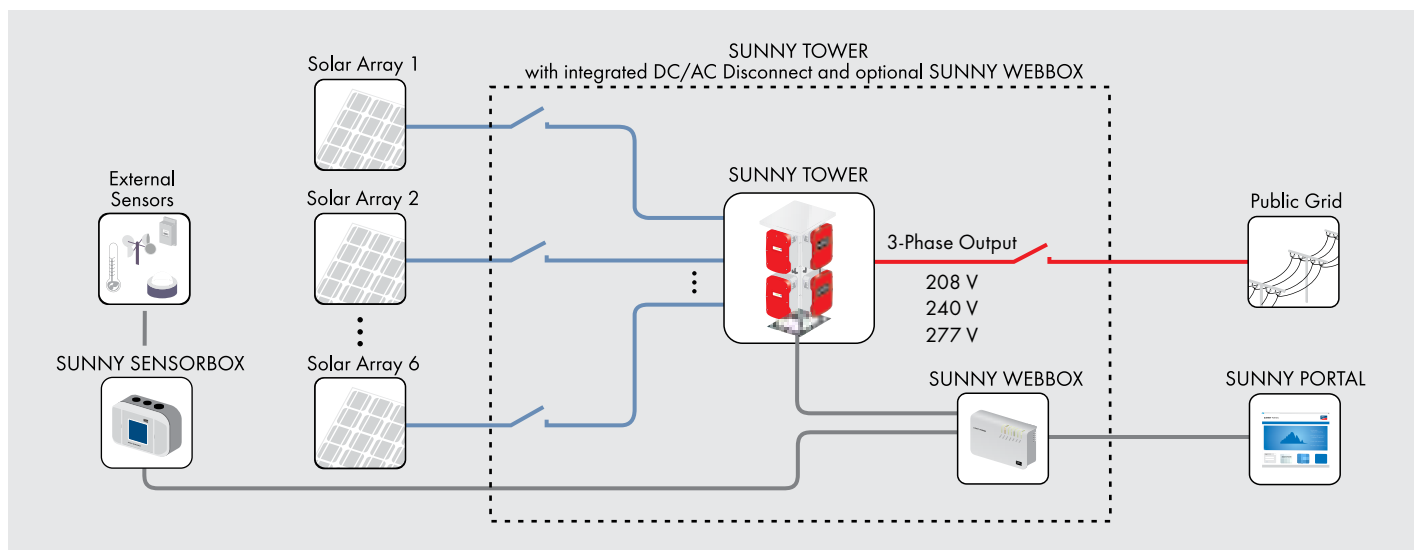 SUNNY TOWER
with integrated DC/AC Disconnect and optional SUNNY WEBBOX
Solar Array 1
External
Sensors
Solar Array 2
SUNNY TOWER
3-Phase Output
208 V
240 V
277 V
Public Grid
SUNNY SENSORBOX
Solar Array 6
SUNNY WEBBOX
SUNNY PORTAL